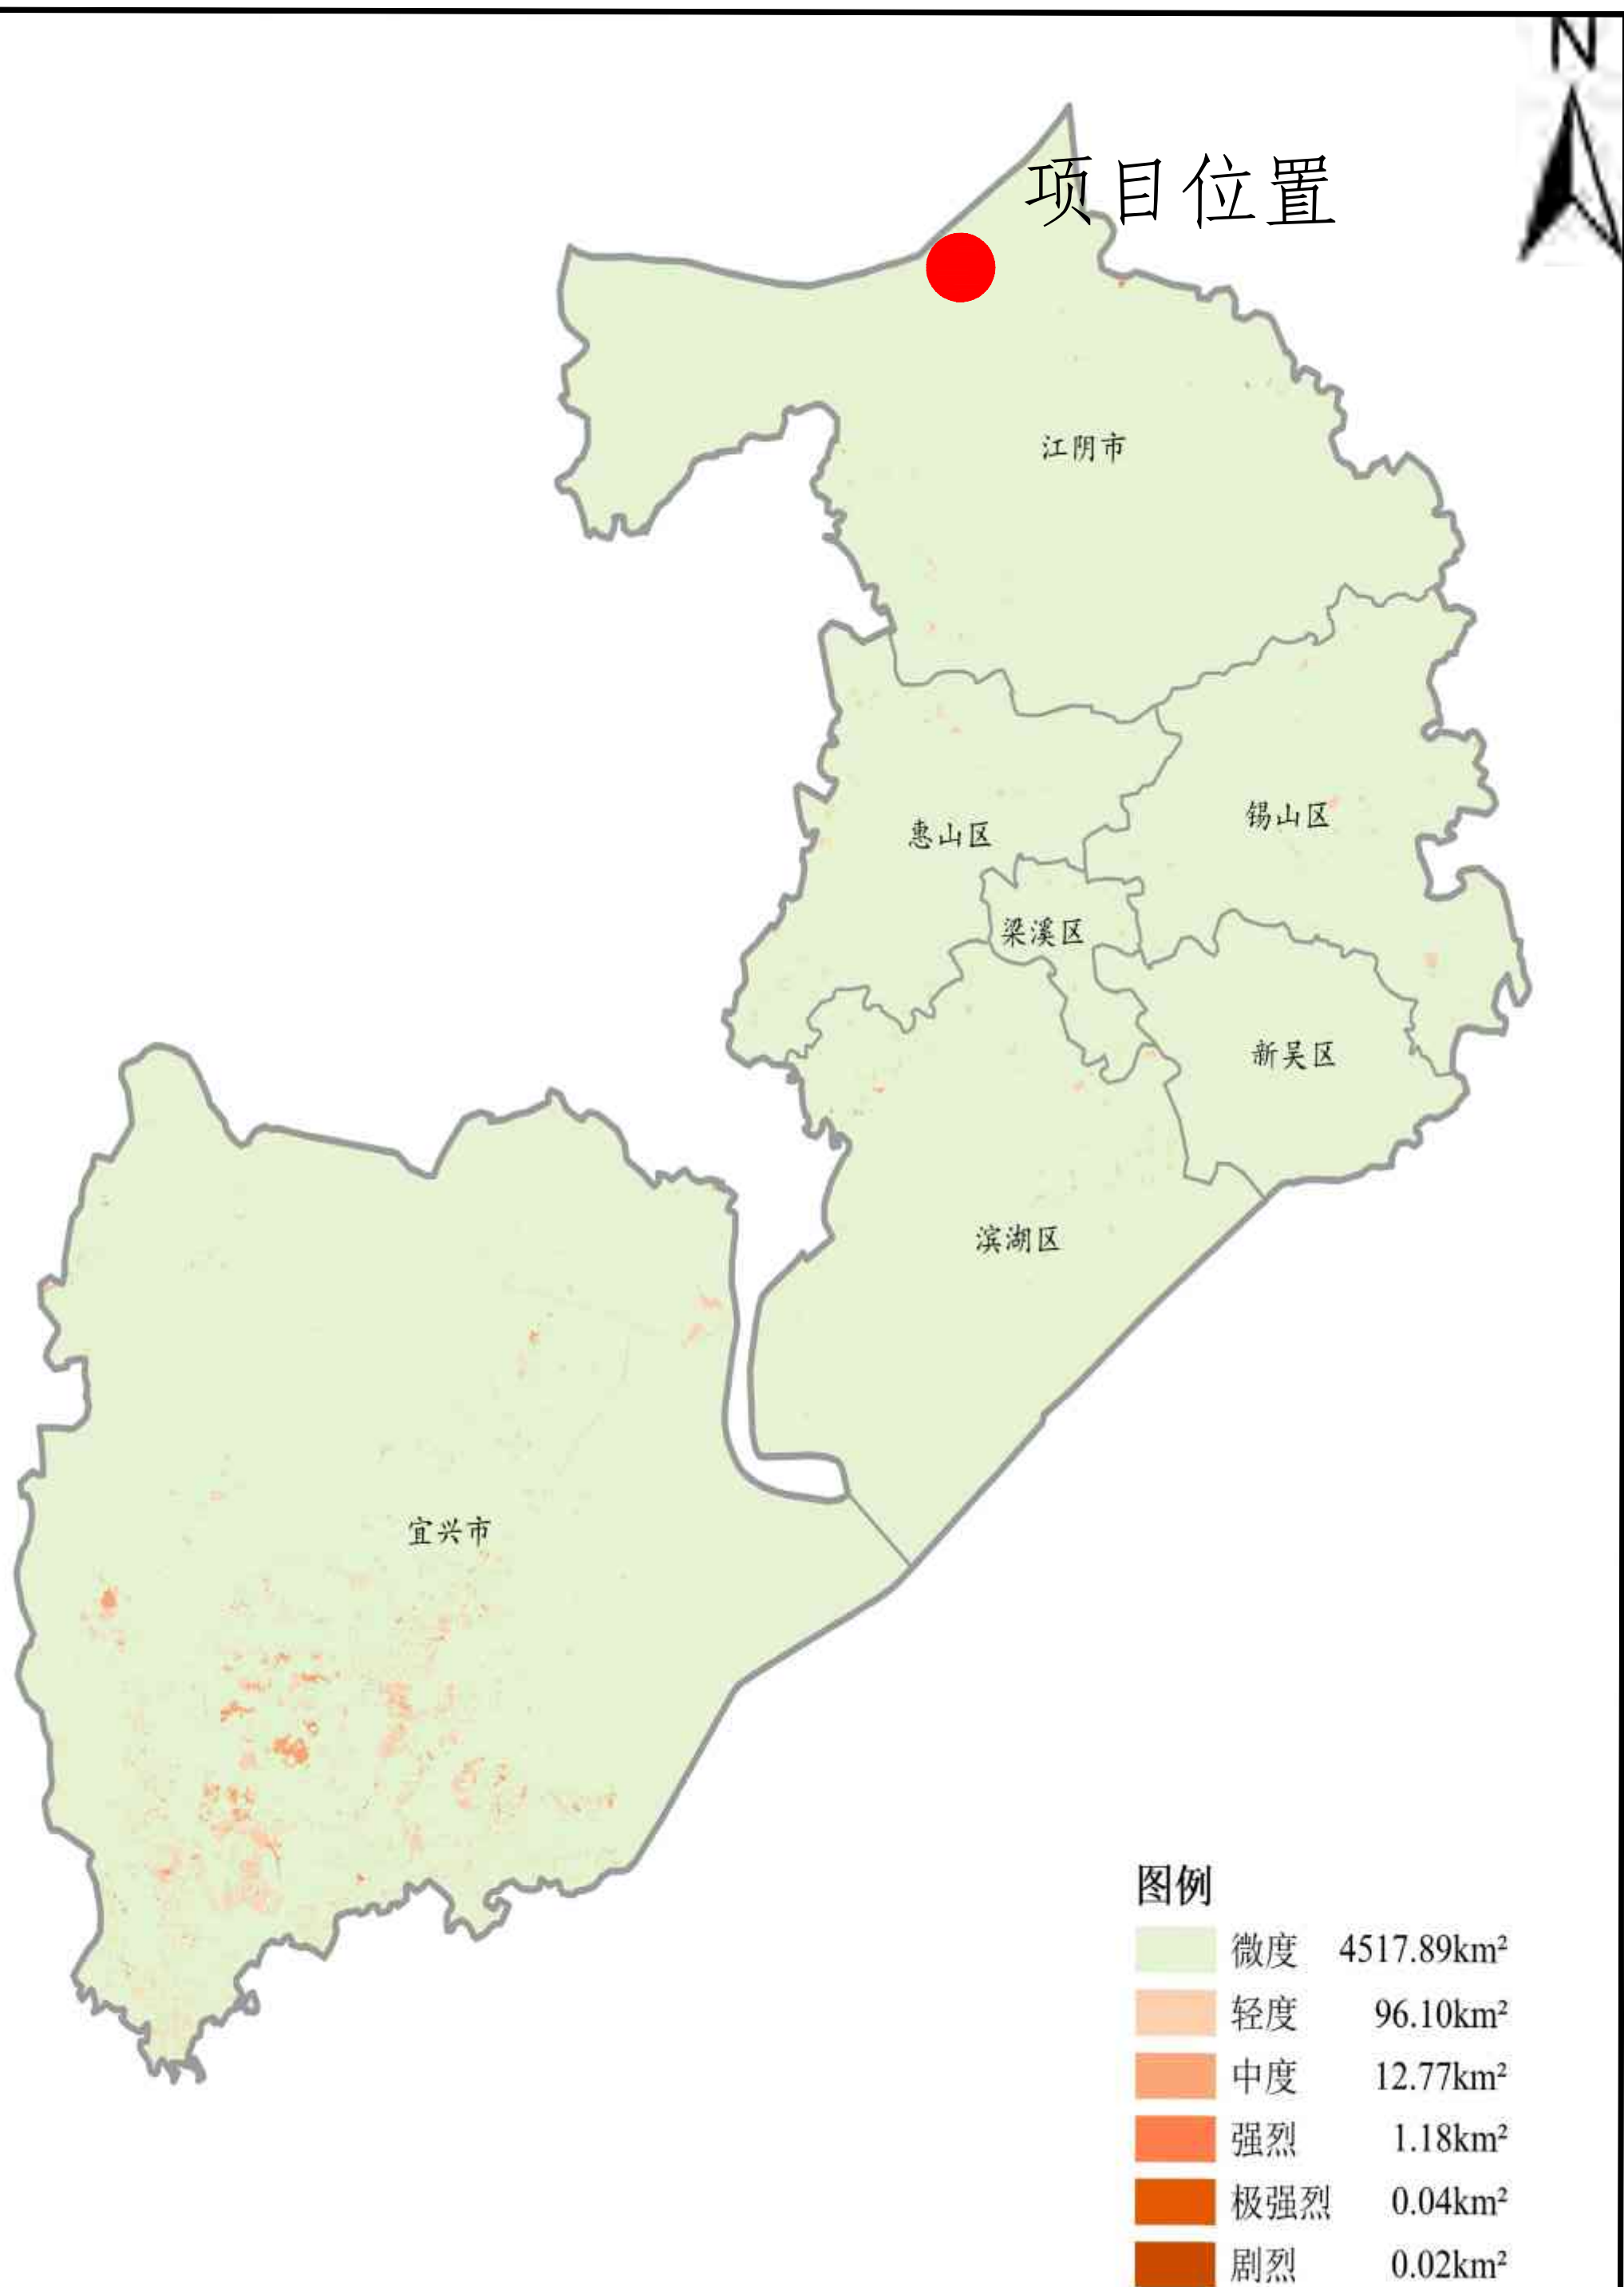 N
项目位置
江阴市
惠山区
锡山区
梁溪区
新吴区
滨湖区
宜兴市
图例
微度 4517.89km²
轻度 96.10km²
中度 12.77km²
强烈 1.18km²
极强烈 0.04km²
剧烈 0.02km²